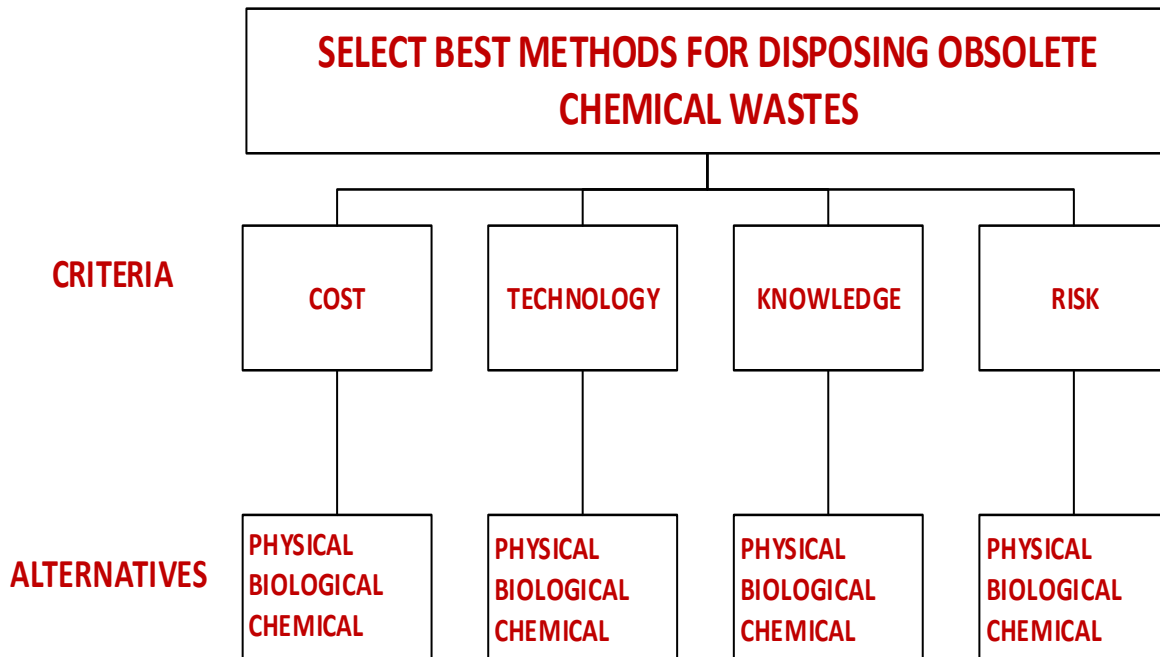 SELECT BEST METHODS FOR DISPOSING OBSOLETE
CHEMICAL WASTES
CRITERIA
COST
TECHNOLOGY
KNOWLEDGE
RISK
ALTERNATIVES
PHYSICAL
BIOLOGICAL
CHEMICAL
PHYSICAL
BIOLOGICAL
CHEMICAL
PHYSICAL
BIOLOGICAL
CHEMICAL
PHYSICAL
BIOLOGICAL
CHEMICAL